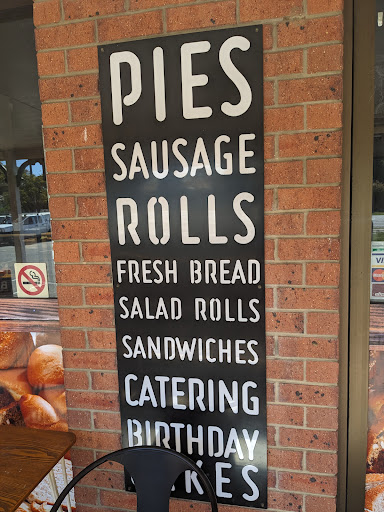 PIES
SAUSAGE
ROLLS
FRESH BREAD
SALAD ROLLS
SANDWICHES
CATERING
BIRTHDAY